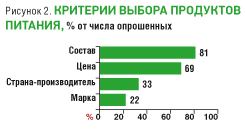 Рисунок 2. КРИТЕРИИ ВЫБОРА ПРОДУКТОВ
ПИТАНИЯ, % от числа опрошенных
Состав 81
Цена 69
Страна-производитель 33
Марка 22
% 0 20 40 60 80 100